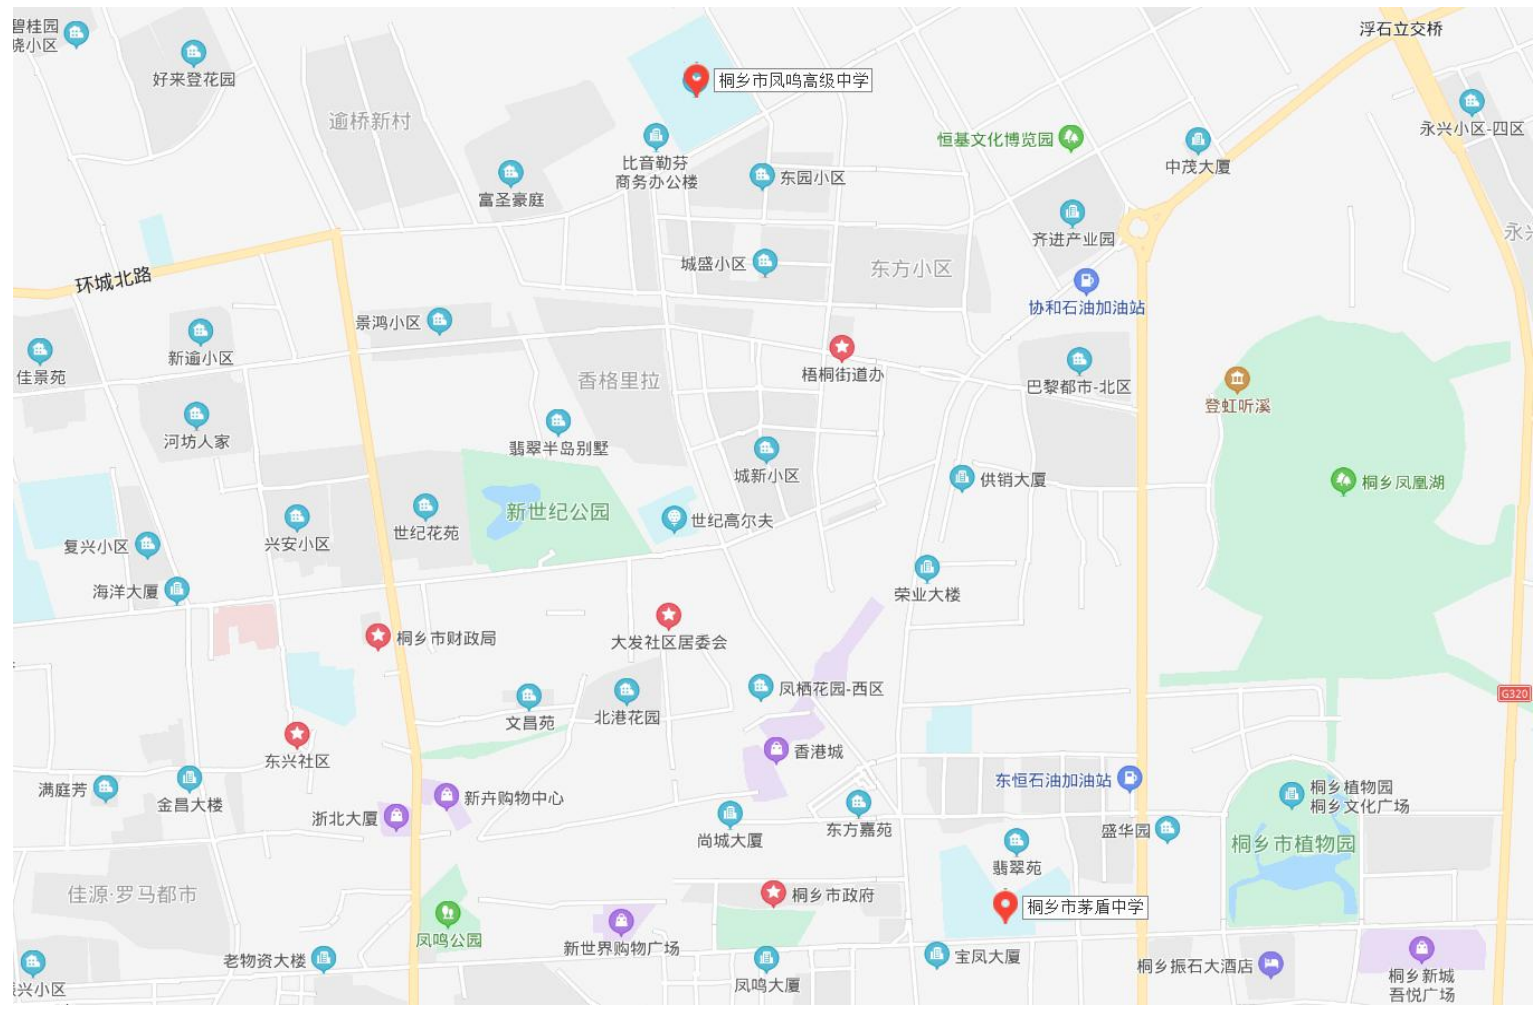 碧桂园
浮石立交桥
好来登花园
桐乡市凤鸣高级中学
逾桥新村
永兴小区-四区
恒基文化博览园
中茂大厦
比音勒芬
商务办公楼
东园小区
富圣豪庭
齐进产业园
城盛小区
东方小区
环城北路
协和石油加油站
景鸿小区
新逾小区
佳景苑
香格里拉
梧桐街道办
巴黎都市-北区
登虹听溪
河坊人家
翡翠半岛别墅
城新小区
供销大厦
桐乡凤凰湖
新世纪公园
世纪高尔夫
世纪花苑
兴安小区
复兴小区
海洋大厦
荣业大楼
桐乡市财政局
大发社区居委会
凤栖花园-西区
G320
文昌苑
北港花园
东兴社区
香港城
东恒石油加油站
满庭芳
金昌大楼
新卉购物中心
浙北大厦
桐乡植物园
桐乡文化广场
尚城大厦
东方嘉苑
盛华园
桐乡市植物园
翡翠苑
佳源·罗马都市
桐乡市政府
桐乡市茅盾中学
凤鸣公园
新世界购物广场
老物资大楼
宝凤大厦
桐乡振石大酒店
凤鸣大厦
桐乡新城
吾悦广场
兴小区